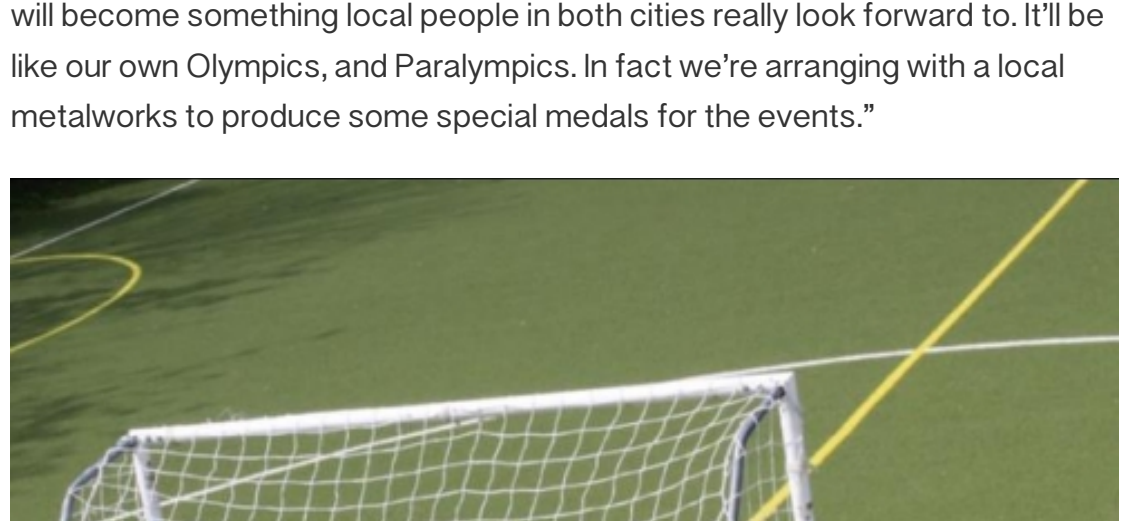 will become something local people in both cities really look forward to. It’ll be
like our own Olympics, and Paralympics. In fact we’re arranging with a local
metalworks to produce some special medals for the events.”